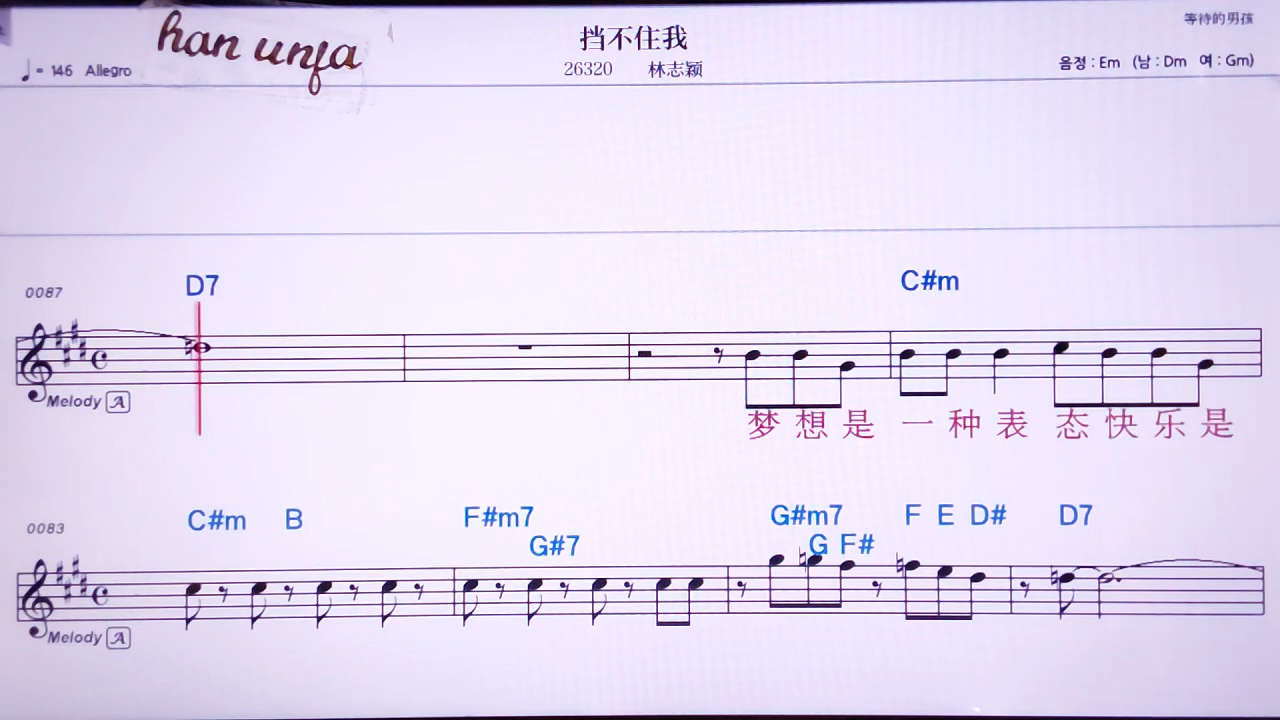 han unja
挡不住我
等待的男孩
♩= 146 Allegro
26320 林志颖
음정 : Em (남 : Dm 여 : Gm)
D7 C#m
0087
Melody A
梦想是一种表态快乐是
C#m B F#m7 G#m7 F E D# D7
0083
G#7 G F#
Melody A